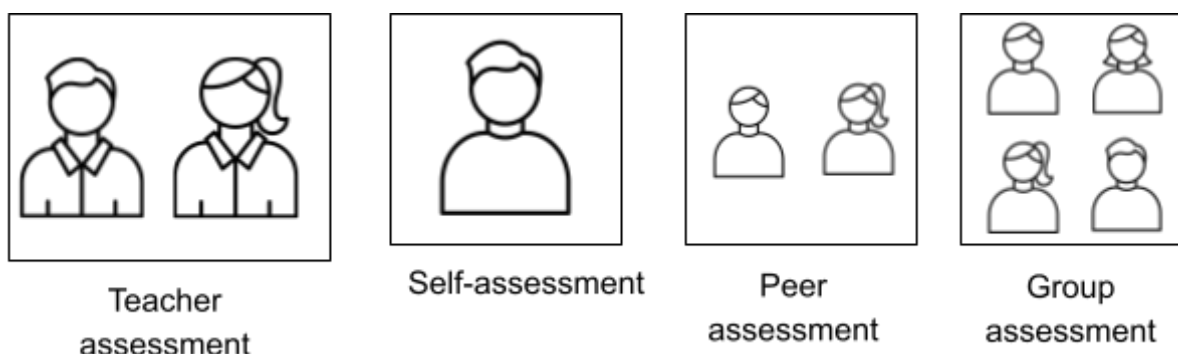 Teacher
assessment
Self-assessment
Peer
assessment
Group
assessment